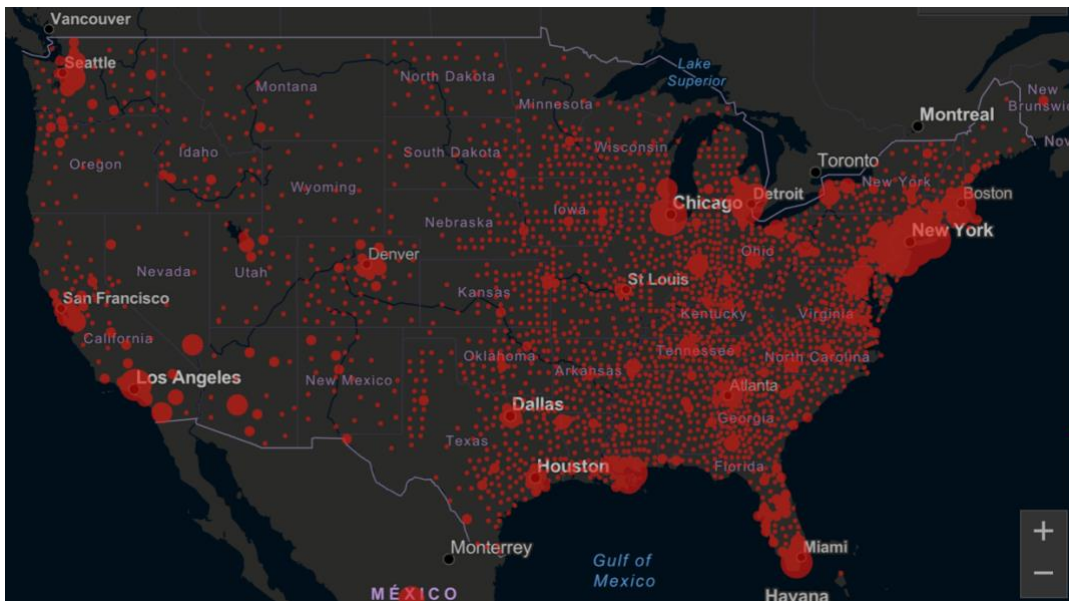 Vancouver
Seattle
Montana
North Dakota
Minnesota
Lake
Superior
New
Brunswick
Montreal
Oregon
Idaho
South Dakota
Wisconsin
Toronto
Wyoming
Nebraska
Iowa
Chicago
Detroit
New York
Boston
New York
Nevada
Utah
Denver
Kansas
St Louis
Ohio
San Francisco
California
Kentucky
Virginia
Los Angeles
New Mexico
Oklahoma
Arkansas
Tennessee
North Carolina
Atlanta
Georgia
Dallas
Texas
Houston
Florida
Monterrey
Gulf of
Mexico
Miami
MÉXICO
Havana
+
−